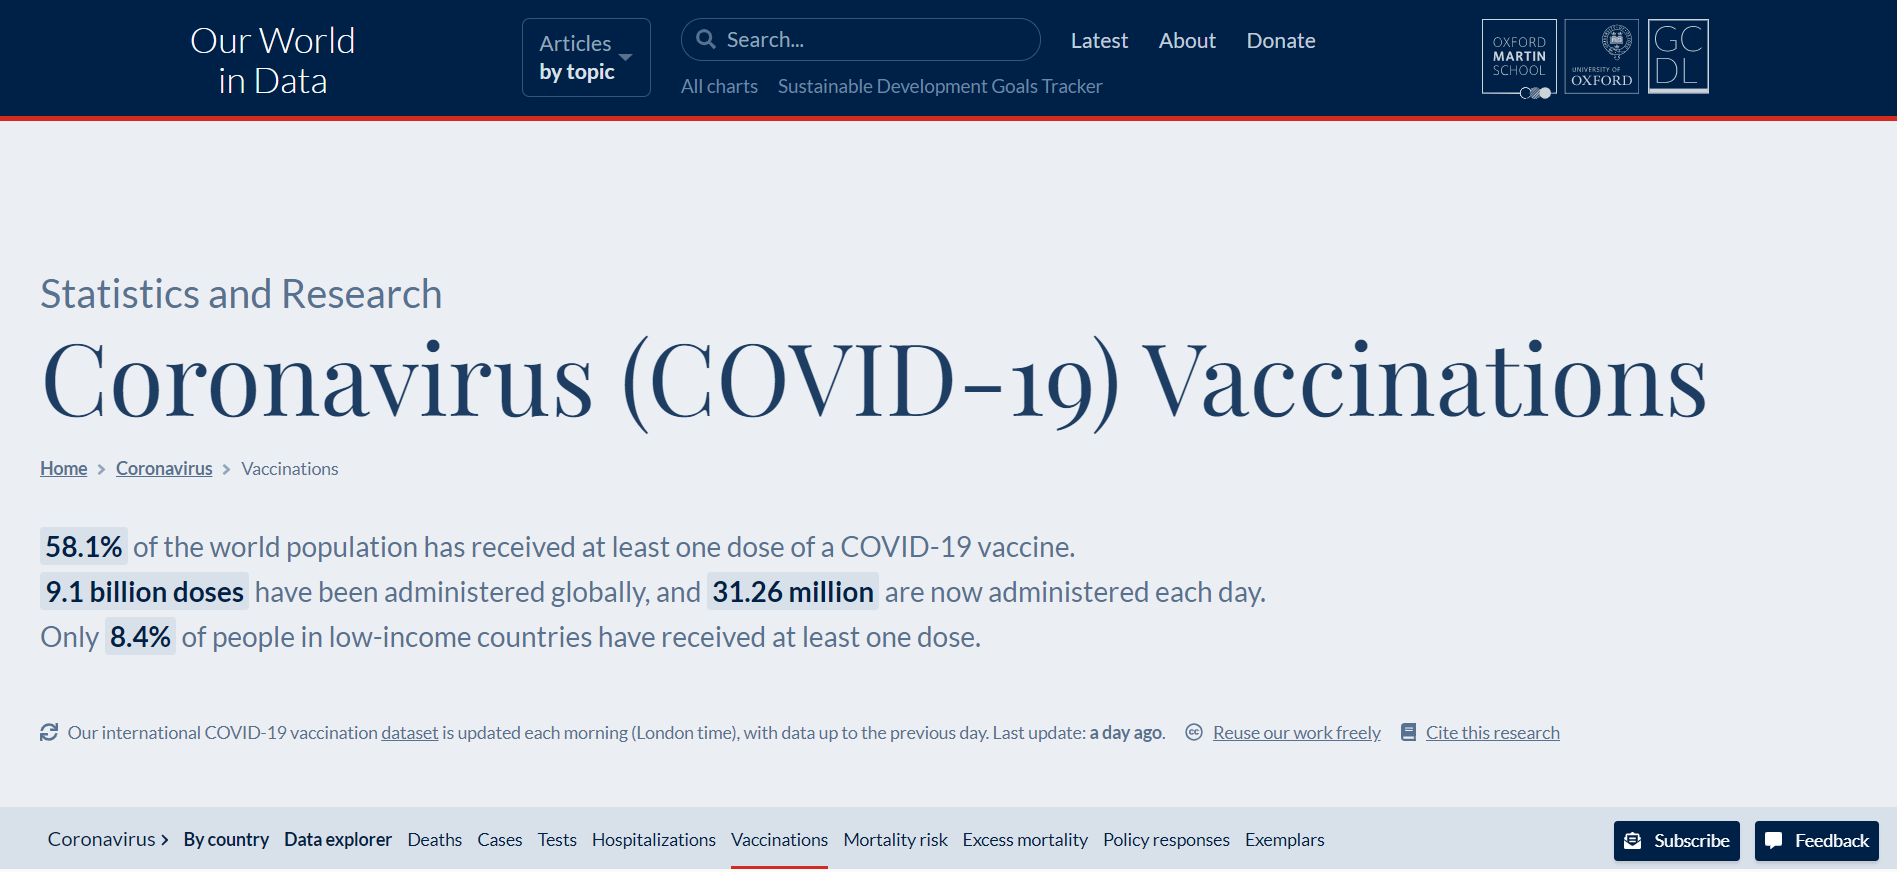 Our World
in Data
Articles
by topic
Search...
Latest
About
Donate
All charts
Sustainable Development Goals Tracker
OXFORD
MARTIN
SCHOOL
UNIVERSITY OF
OXFORD
GC
DL
Statistics and Research
Coronavirus (COVID-19) Vaccinations
Home > Coronavirus > Vaccinations
58.1% of the world population has received at least one dose of a COVID-19 vaccine.
9.1 billion doses have been administered globally, and 31.26 million are now administered each day.
Only 8.4% of people in low-income countries have received at least one dose.
Our international COVID-19 vaccination dataset is updated each morning (London time), with data up to the previous day. Last update: a day ago. Reuse our work freely Cite this research
Coronavirus > By country Data explorer Deaths Cases Tests Hospitalizations Vaccinations Mortality risk Excess mortality Policy responses Exemplars
Subscribe
Feedback